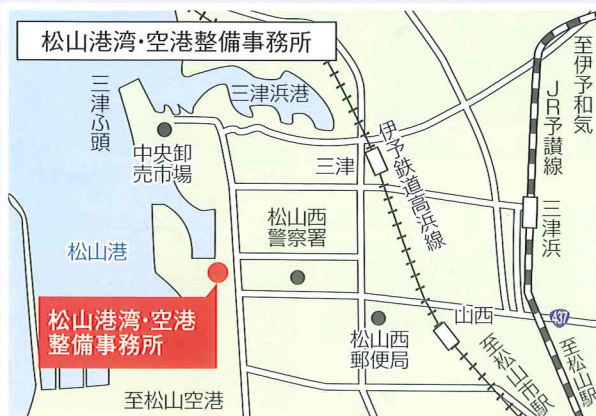 松山港湾・空港整備事務所
至伊予和気
JR予讃線
三津浜港
三津ふ頭
伊予鉄道高浜線
中央卸
売市場
三津
三津浜
松山西
警察署
松山港
松山港湾・空港
整備事務所
山西
437
松山西
郵便局
至松山市駅
至松山駅
至松山空港